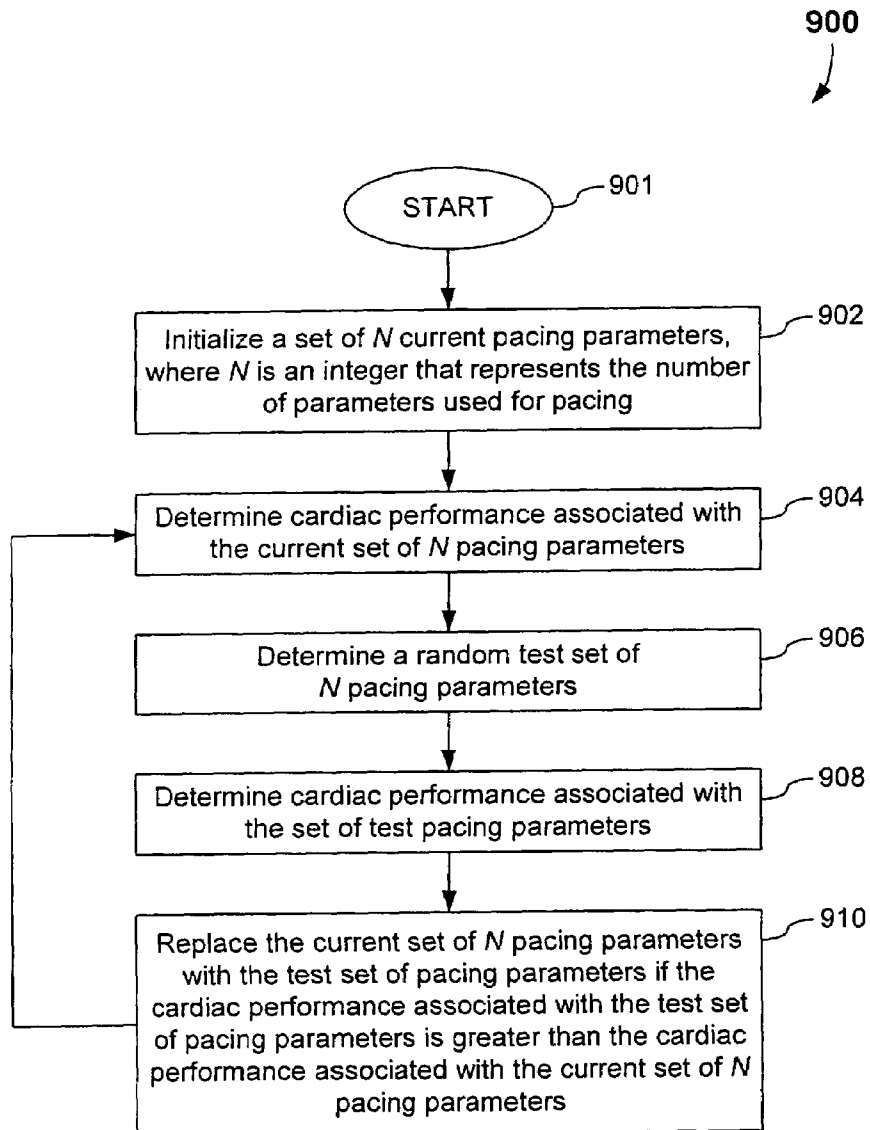 900
START
901
Initialize a set of N current pacing parameters,
where N is an integer that represents the number
of parameters used for pacing
902
Determine cardiac performance associated with
the current set of N pacing parameters
904
Determine a random test set of
N pacing parameters
906
Determine cardiac performance associated with
the set of test pacing parameters
908
Replace the current set of N pacing parameters
with the test set of pacing parameters if the
cardiac performance associated with the test set
of pacing parameters is greater than the cardiac
performance associated with the current set of N
pacing parameters
910